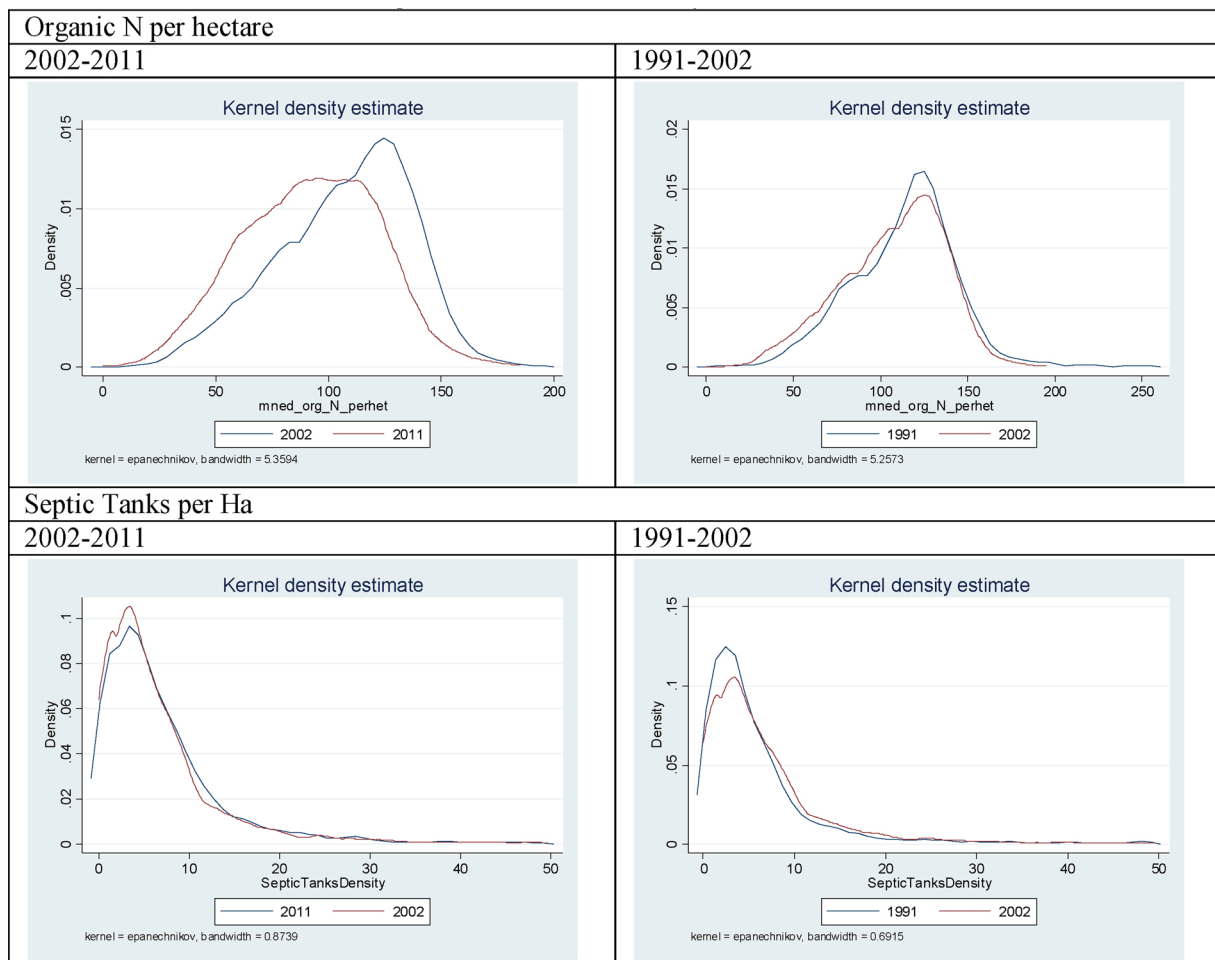 Organic N per hectare
2002-2011
1991-2002
Kernel density estimate
.015
.01
.005
0
Density
0 50 100 150 200
mned_org_N_perhet
2002 2011
kernel = epanechnikov, bandwidth = 5.3594
Kernel density estimate
.02
.015
.01
.005
0
Density
0 50 100 150 200 250
mned_org_N_perhet
1991 2002
kernel = epanechnikov, bandwidth = 5.2573
Septic Tanks per Ha
2002-2011
1991-2002
Kernel density estimate
.1
.08
.06
.04
.02
0
Density
0 10 20 30 40 50
SepticTanksDensity
2011 2002
kernel = epanechnikov, bandwidth = 0.8739
Kernel density estimate
.15
.1
.05
0
Density
0 10 20 30 40 50
SepticTanksDensity
1991 2002
kernel = epanechnikov, bandwidth = 0.6915